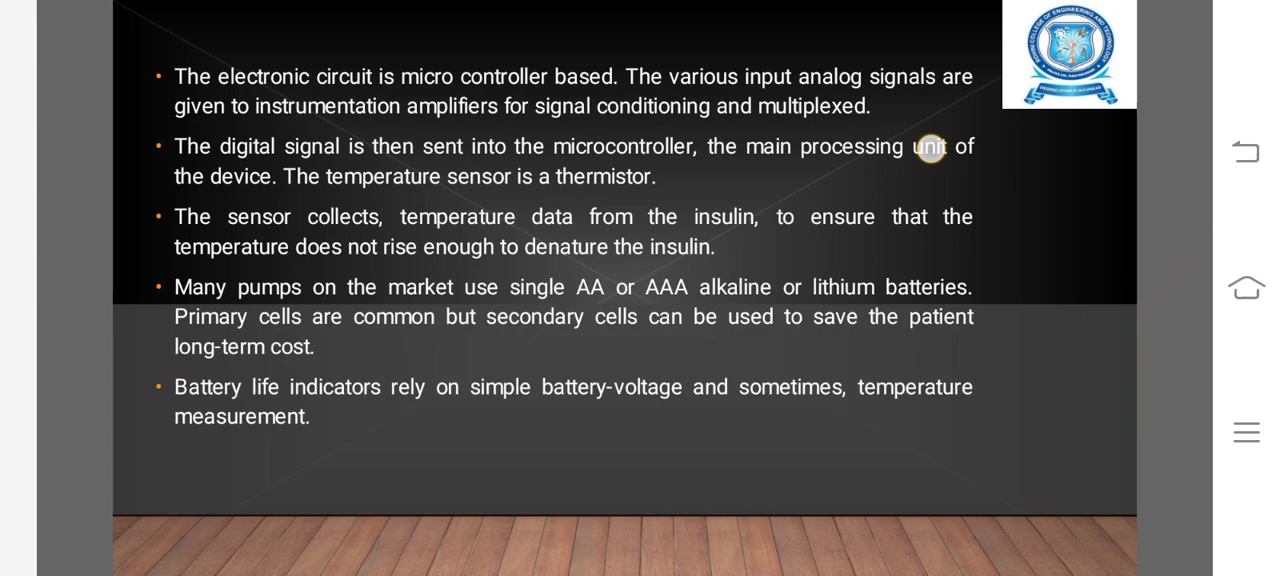 • The electronic circuit is micro controller based. The various input analog signals are
given to instrumentation amplifiers for signal conditioning and multiplexed.
• The digital signal is then sent into the microcontroller, the main processing unit of
the device. The temperature sensor is a thermistor.
• The sensor collects, temperature data from the insulin, to ensure that the
temperature does not rise enough to denature the insulin.
• Many pumps on the market use single AA or AAA alkaline or lithium batteries.
Primary cells are common but secondary cells can be used to save the patient
long-term cost.
• Battery life indicators rely on simple battery-voltage and sometimes, temperature
measurement.
COLLEGE OF ENGINEERING AND TECHNOLOGY